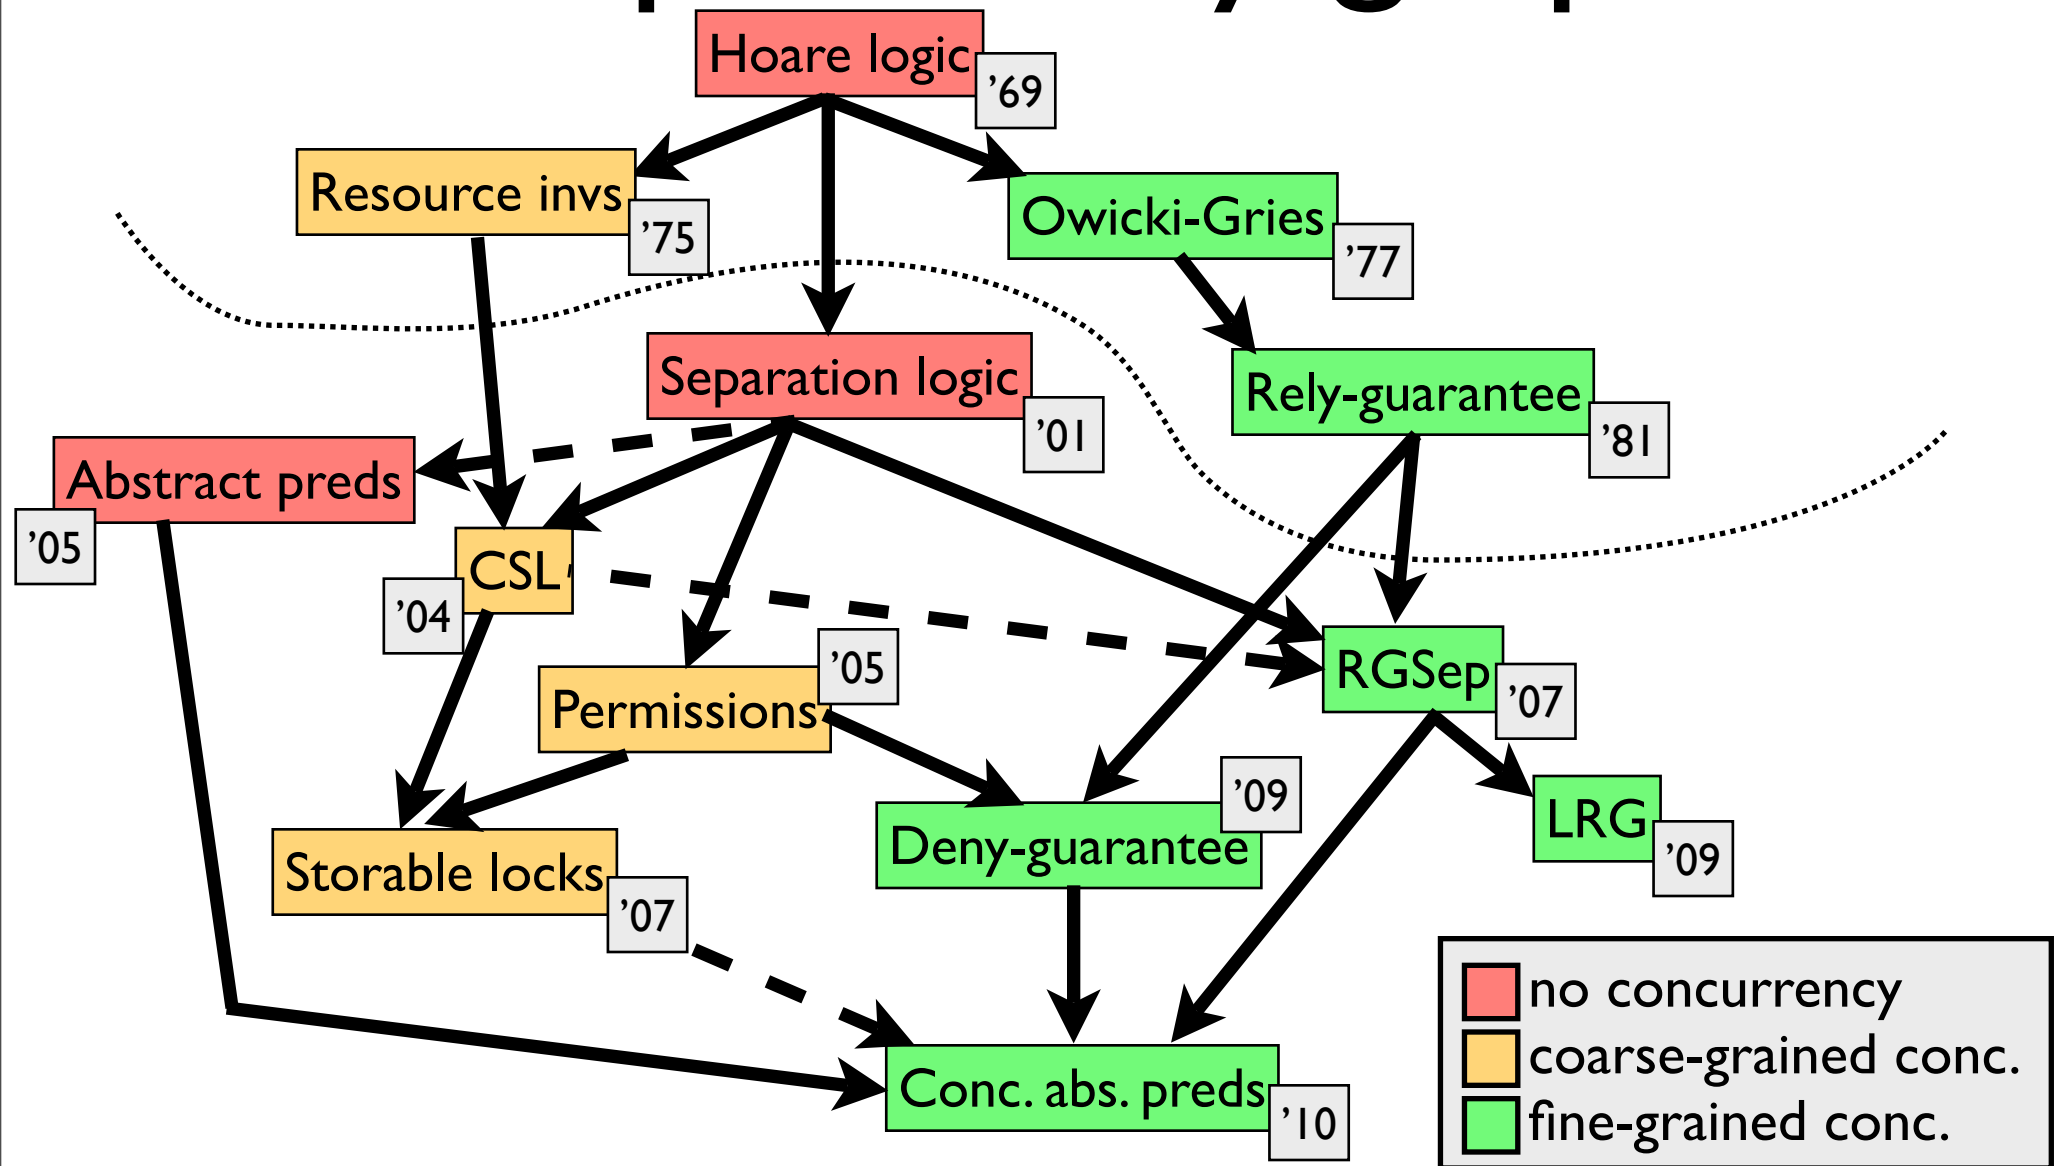 Hoare logic
’69
Resource invs
’75
Owicki-Gries
’77
Separation logic
’01
Rely-guarantee
’81
Abstract preds
’05
CSL
’04
Permissions
’05
RGSep
’07
Deny-guarantee
’09
LRG
’09
Storable locks
’07
Conc. abs. preds
’10
no concurrency
coarse-grained conc.
fine-grained conc.